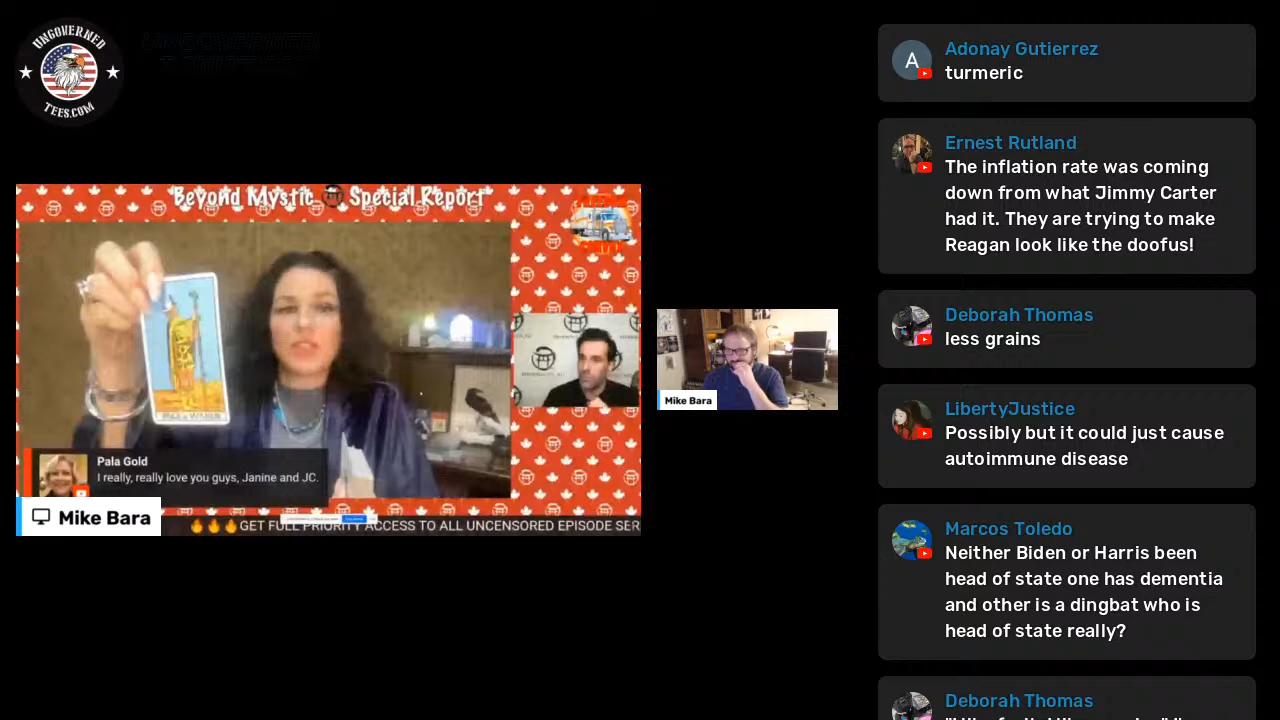 UNGOVERNED
TEES.COM
Beyond Mystic Special Report
PAGE of WANDS
Pala Gold
I really, really love you guys, Janine and JC.
Mike Bara
GET FULL PRIORITY ACCESS TO ALL UNCENSORED EPISODE SER
Mike Bara
Adonay Gutierrez
A
turmeric
Ernest Rutland
The inflation rate was coming
down from what Jimmy Carter
had it. They are trying to make
Reagan look like the doofus!
Deborah Thomas
less grains
LibertyJustice
Possibly but it could just cause
autoimmune disease
Marcos Toledo
Neither Biden or Harris been
head of state one has dementia
and other is a dingbat who is
head of state really?
Deborah Thomas